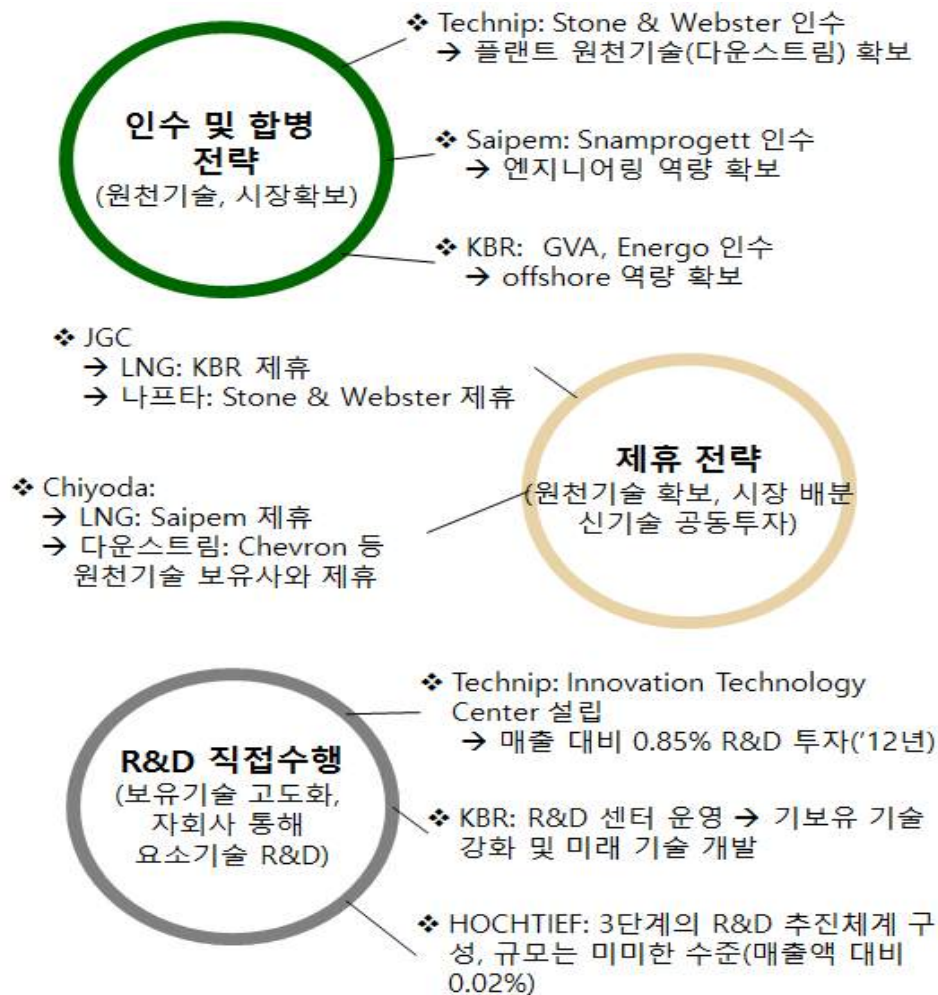 ❖ Technip: Stone & Webster 인수
→ 플랜트 원천기술(다운스트림) 확보
인수 및 합병
전략
(원천기술, 시장확보)
❖ Saipem: Snamprogett 인수
→ 엔지니어링 역량 확보
❖ KBR: GVA, Energo 인수
→ offshore 역량 확보
❖ JGC
→ LNG: KBR 제휴
→ 나프타: Stone & Webster 제휴
제휴 전략
(원천기술 확보, 시장 배분
신기술 공동투자)
❖ Chiyoda:
→ LNG: Saipem 제휴
→ 다운스트림: Chevron 등
원천기술 보유사와 제휴
❖ Technip: Innovation Technology
Center 설립
→ 매출 대비 0.85% R&D 투자('12년)
R&D 직접수행
(보유기술 고도화,
자회사 통해
요소기술 R&D)
❖ KBR: R&D 센터 운영 → 기보유 기술
강화 및 미래 기술 개발
❖ HOCHTIEF: 3단계의 R&D 추진체계 구
성, 규모는 미미한 수준(매출액 대비
0.02%)